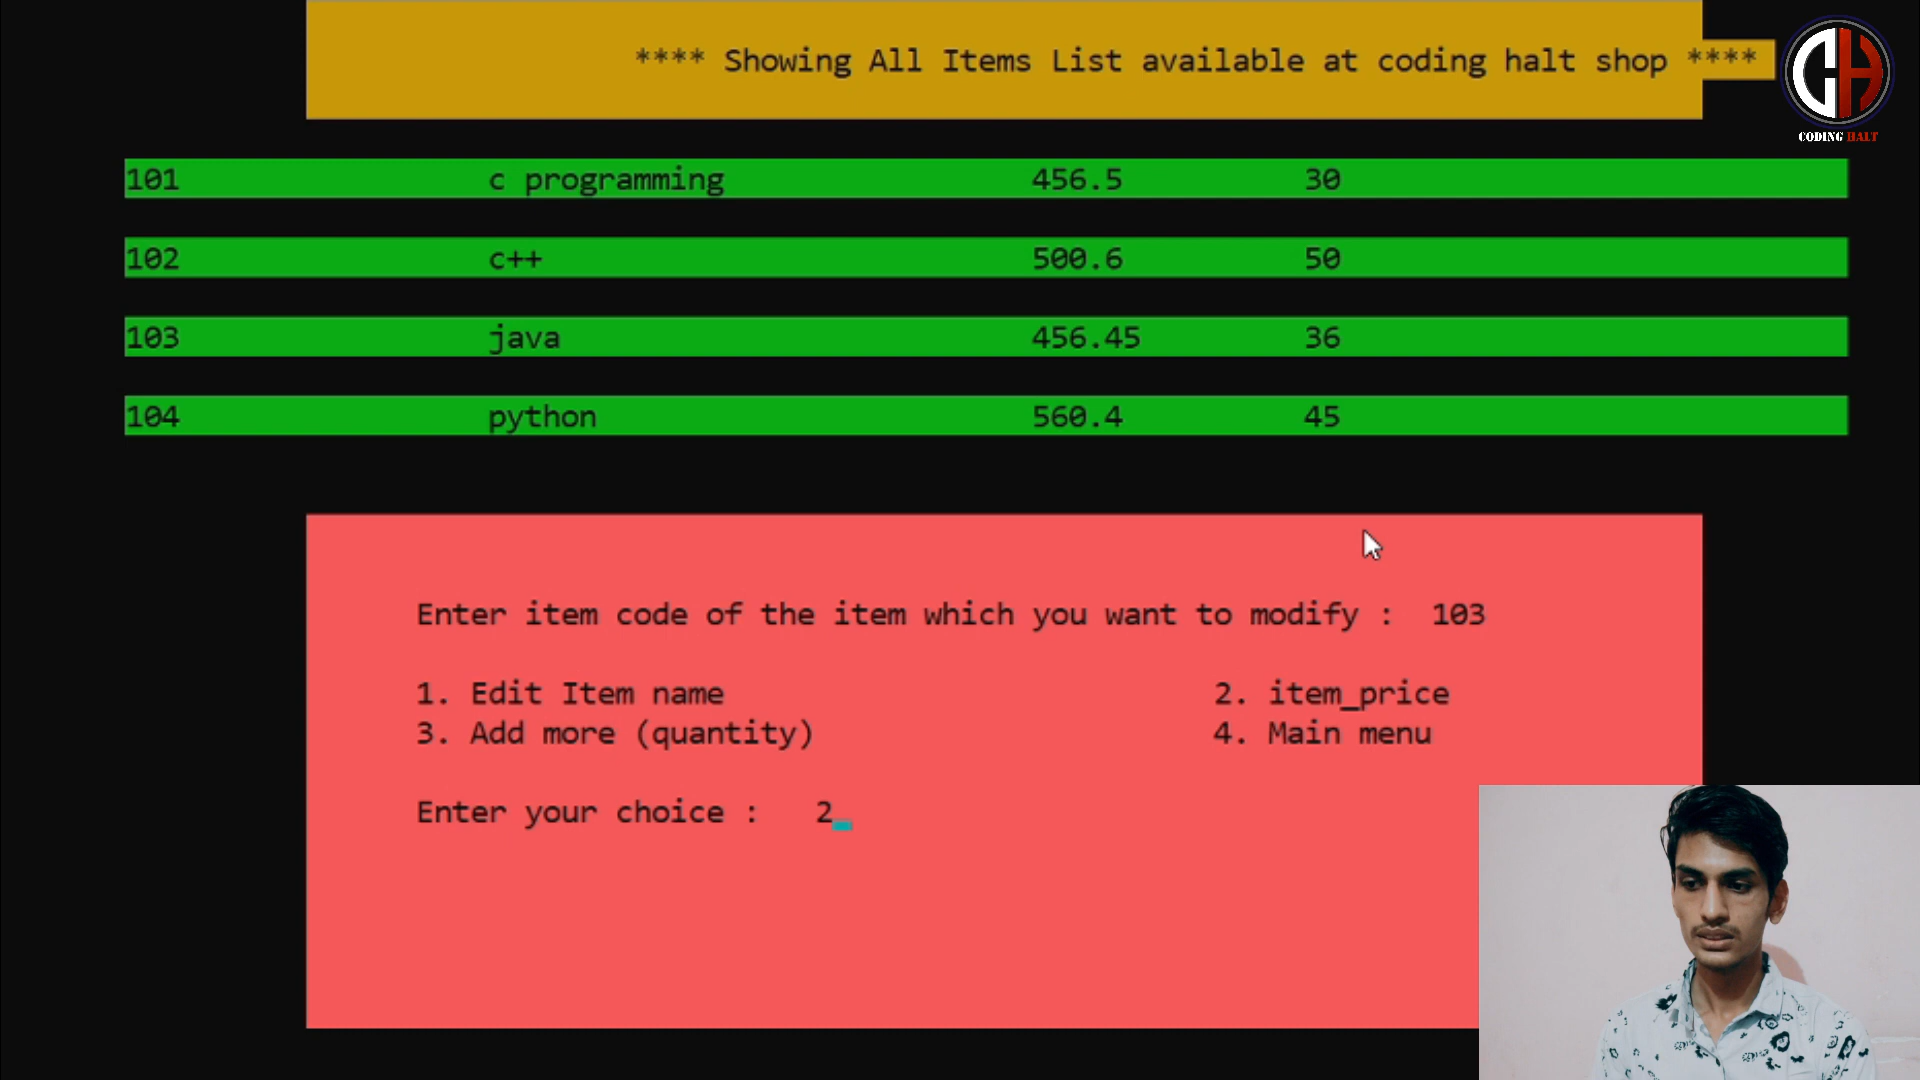 **** Showing All Items List available at coding halt shop ****
CODING HALT
101 c programming 456.5 30
102 c++ 500.6 50
103 java 456.45 36
104 python 560.4 45
Enter item code of the item which you want to modify : 103
1. Edit Item name 2. item_price
3. Add more (quantity) 4. Main menu
Enter your choice : 2